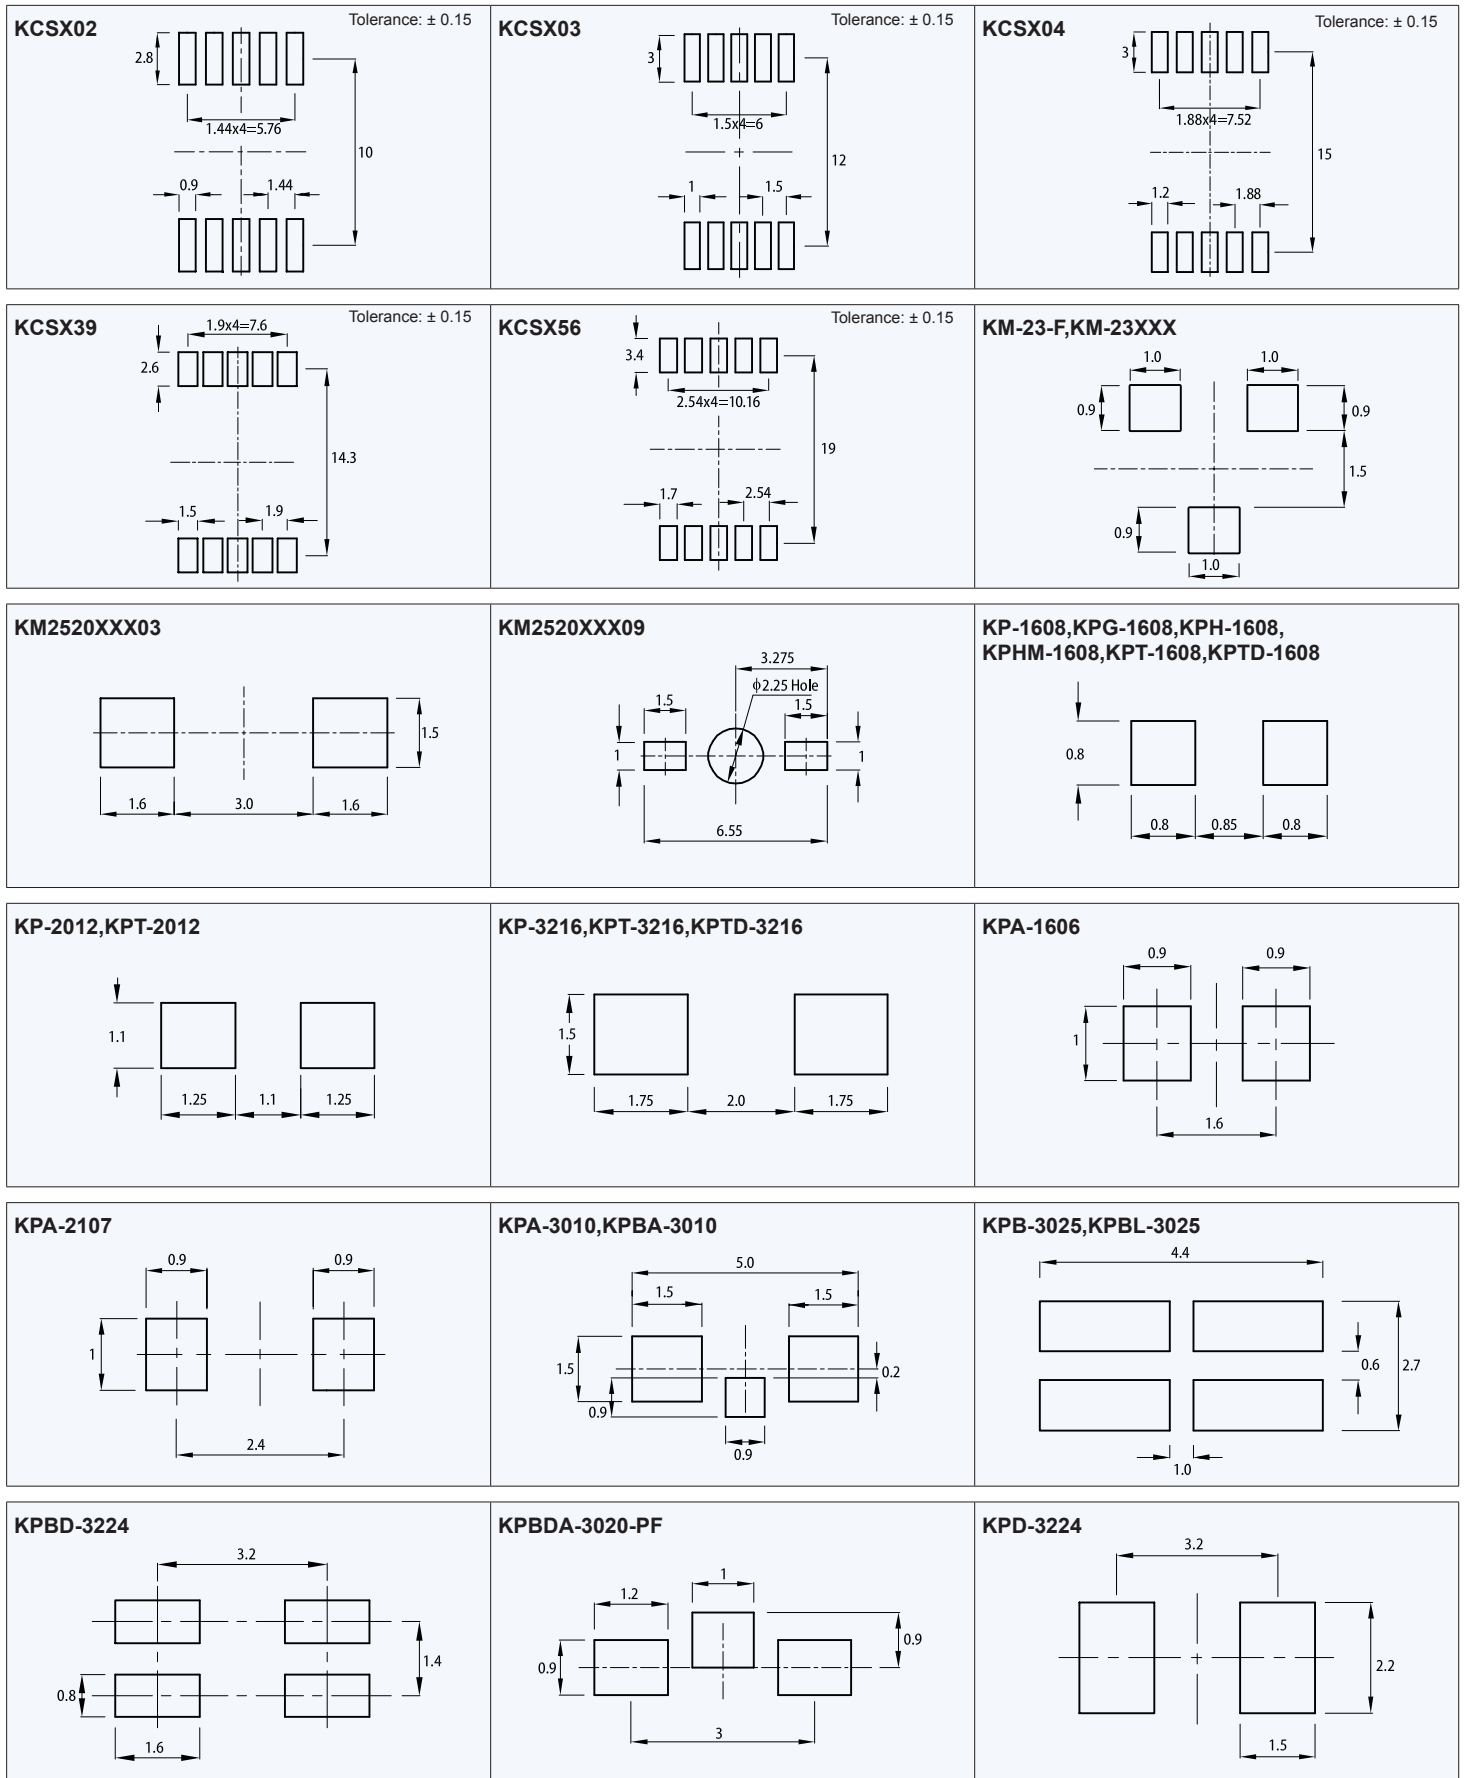 KCSX02
Tolerance: ± 0.15
2.8
1.44x4=5.76
10
0.9
1.44
KCSX03
Tolerance: ± 0.15
3
1.5x4=6
12
1
1.5
KCSX04
Tolerance: ± 0.15
3
1.88x4=7.52
15
1.2
1.88
KCSX39
Tolerance: ± 0.15
1.9x4=7.6
2.6
14.3
1.5
1.9
KCSX56
Tolerance: ± 0.15
3.4
2.54x4=10.16
19
1.7
2.54
KM-23-F,KM-23XXX
1.0
1.0
0.9
0.9
1.5
0.9
1.0
KM2520XXX03
1.5
1.6
3.0
1.6
KM2520XXX09
3.275
ϕ2.25 Hole
1.5
1.5
1
1
6.55
KP-1608,KPG-1608,KPH-1608,
KPHM-1608,KPT-1608,KPTD-1608
0.8
0.8
0.85
0.8
KP-2012,KPT-2012
1.1
1.25
1.1
1.25
KP-3216,KPT-3216,KPTD-3216
1.5
1.75
2.0
1.75
KPA-1606
0.9
0.9
1
1.6
KPA-2107
0.9
0.9
1
2.4
KPA-3010,KPBA-3010
5.0
1.5
1.5
1.5
0.2
0.9
0.9
KPB-3025,KPBL-3025
4.4
0.6
2.7
1.0
KPBD-3224
3.2
1.4
0.8
1.6
KPBDA-3020-PF
1
1.2
0.9
0.9
3
KPD-3224
3.2
2.2
1.5